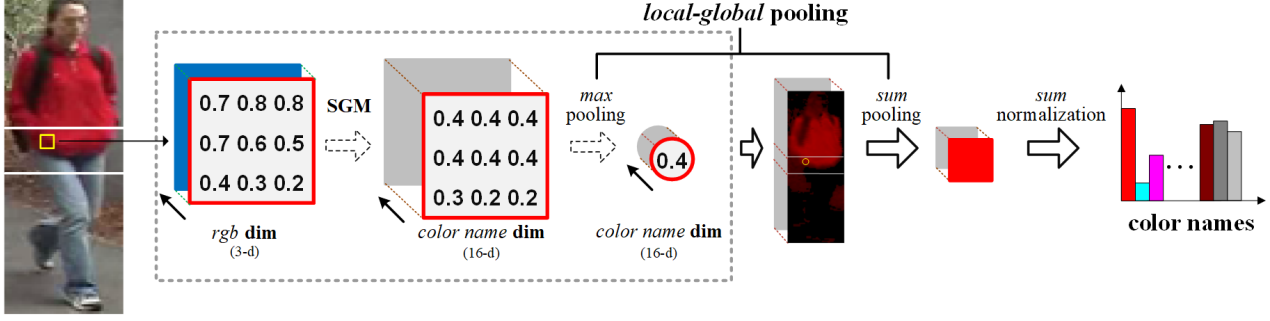 local-global pooling
SGM
max
pooling
sum
pooling
sum
normalization
0.7 0.8 0.8
0.7 0.6 0.5
0.4 0.3 0.2
0.4 0.4 0.4
0.4 0.4 0.4
0.3 0.2 0.2
0.4
...
rgb dim
(3-d)
color name dim
(16-d)
color name dim
(16-d)
color names